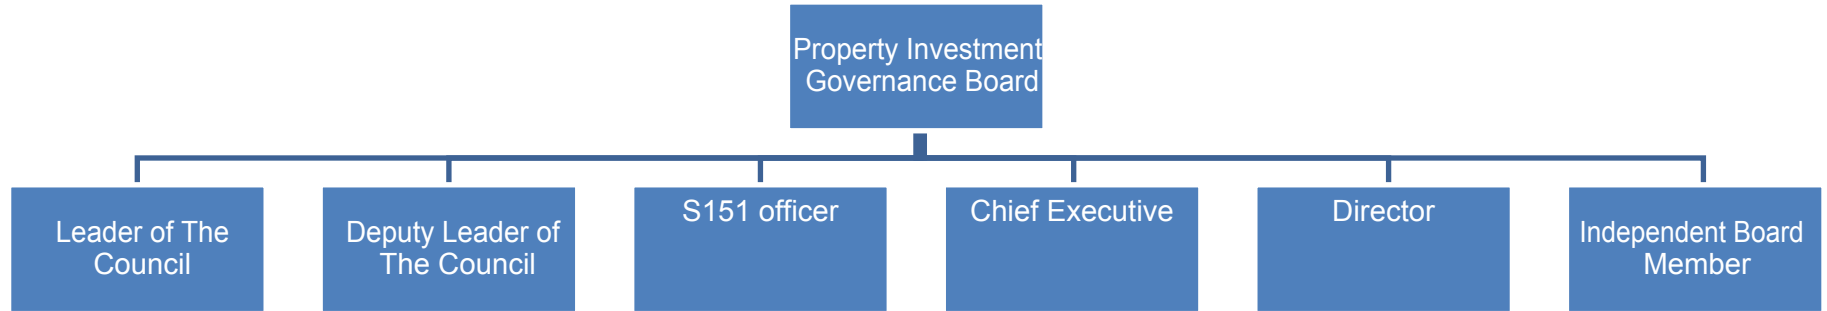 Property Investment
Governance Board
Leader of The
Council
Deputy Leader of
The Council
S151 officer
Chief Executive
Director
Independent Board
Member